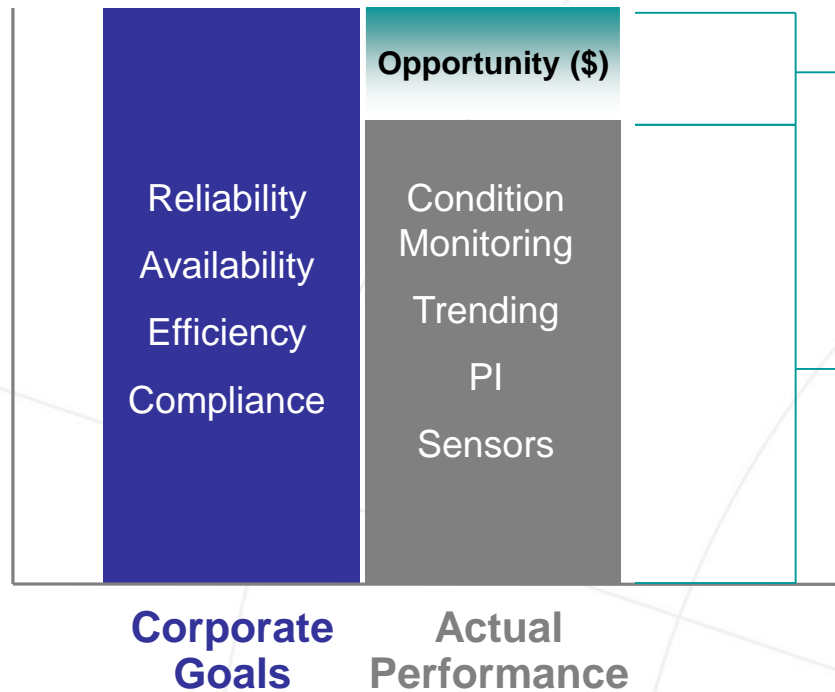 Opportunity ($)
Reliability
Availability
Efficiency
Compliance
Condition
Monitoring
Trending
PI
Sensors
Corporate
Goals
Actual
Performance